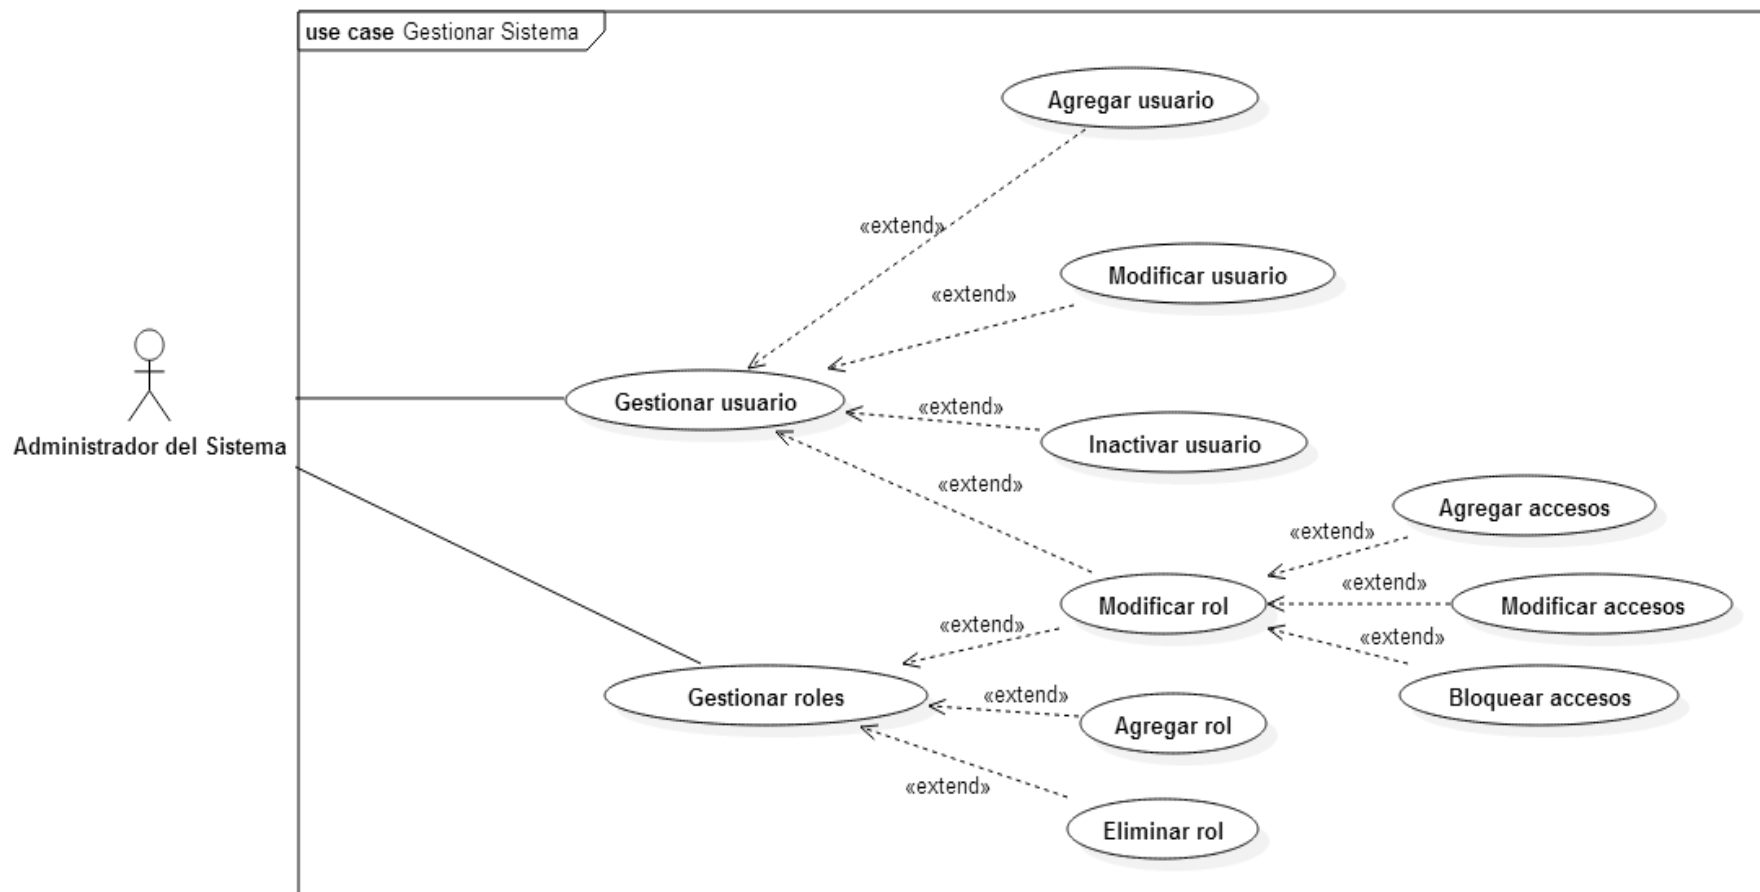 use case Gestionar Sistema
Agregar usuario
«extend»
Modificar usuario
«extend»
Gestionar usuario
«extend»
Inactivar usuario
Administrador del Sistema
«extend»
Agregar accesos
«extend»
Modificar accesos
«extend»
Modificar rol
«extend»
«extend»
Bloquear accesos
Gestionar roles
«extend»
Agregar rol
«extend»
Eliminar rol